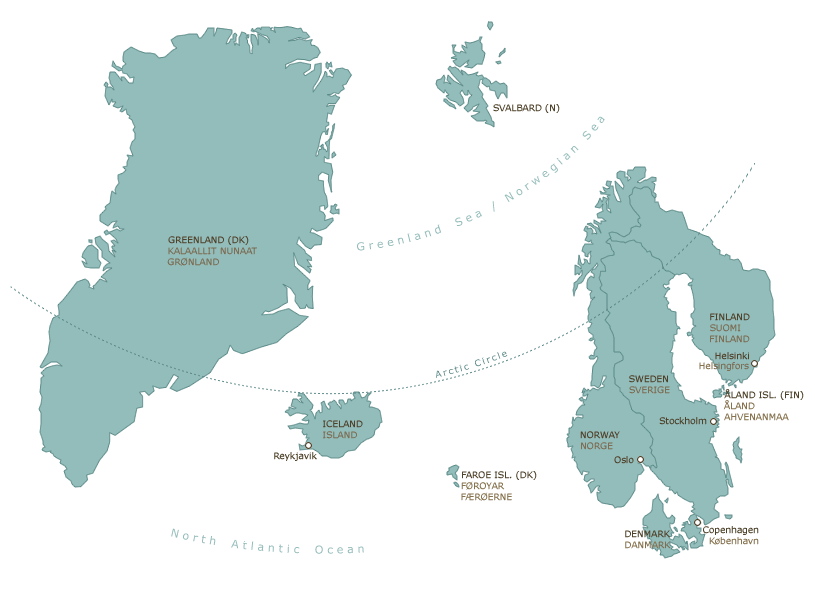 SVALBARD (N)
Greenland Sea / Norwegian Sea
GREENLAND (DK)
KALAALLIT NUNAAT
GRØNLAND
FINLAND
SUOMI
FINLAND
Helsinki
Helsingfors
Arctic Circle
SWEDEN
SVERIGE
ÅLAND ISL. (FIN)
ÅLAND
AHVENANMAA
Stockholm
ICELAND
ISLAND
Reykjavik
NORWAY
NORGE
Oslo
FAROE ISL. (DK)
FØROYAR
FÆRØERNE
DENMARK
DANMARK
Copenhagen
København
North Atlantic Ocean